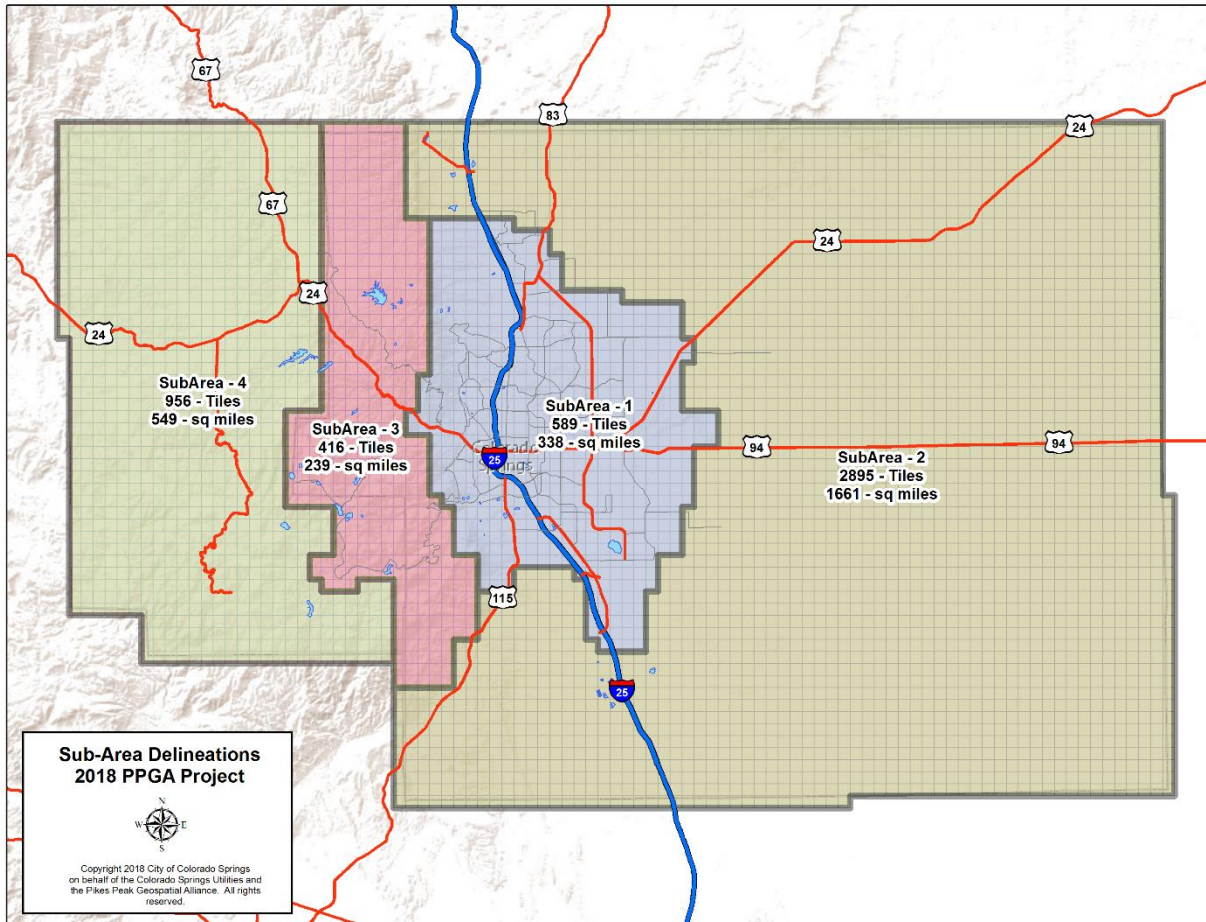 67
83
24
67
24
24
24
SubArea - 4
956 - Tiles
549 - sq miles
SubArea - 3
416 - Tiles
239 - sq miles
SubArea - 1
589 - Tiles
338 - sq miles
Colorado
Springs
25
94
94
SubArea - 2
2895 - Tiles
1661 - sq miles
115
25
Sub-Area Delineations
2018 PPGA Project
N
W E
S
Copyright 2018 City of Colorado Springs
on behalf of the Colorado Springs Utilities and
the Pikes Peak Geospatial Alliance. All rights
reserved.